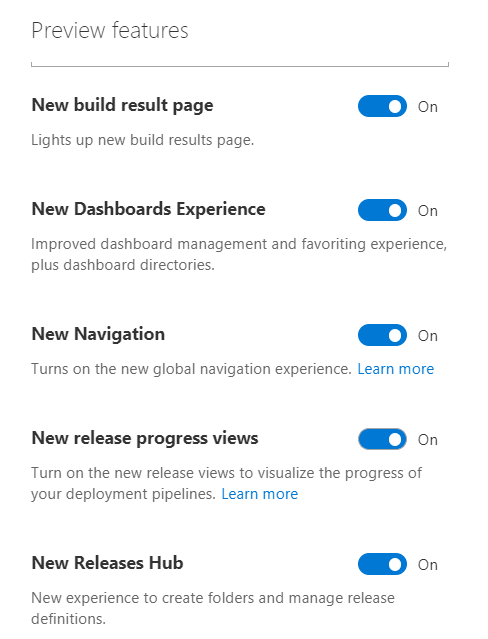 Preview features
New build result page On
Lights up new build results page.
New Dashboards Experience On
Improved dashboard management and favoriting experience,
plus dashboard directories.
New Navigation On
Turns on the new global navigation experience. Learn more
New release progress views On
Turn on the new release views to visualize the progress of
your deployment pipelines. Learn more
New Releases Hub On
New experience to create folders and manage release
definitions.